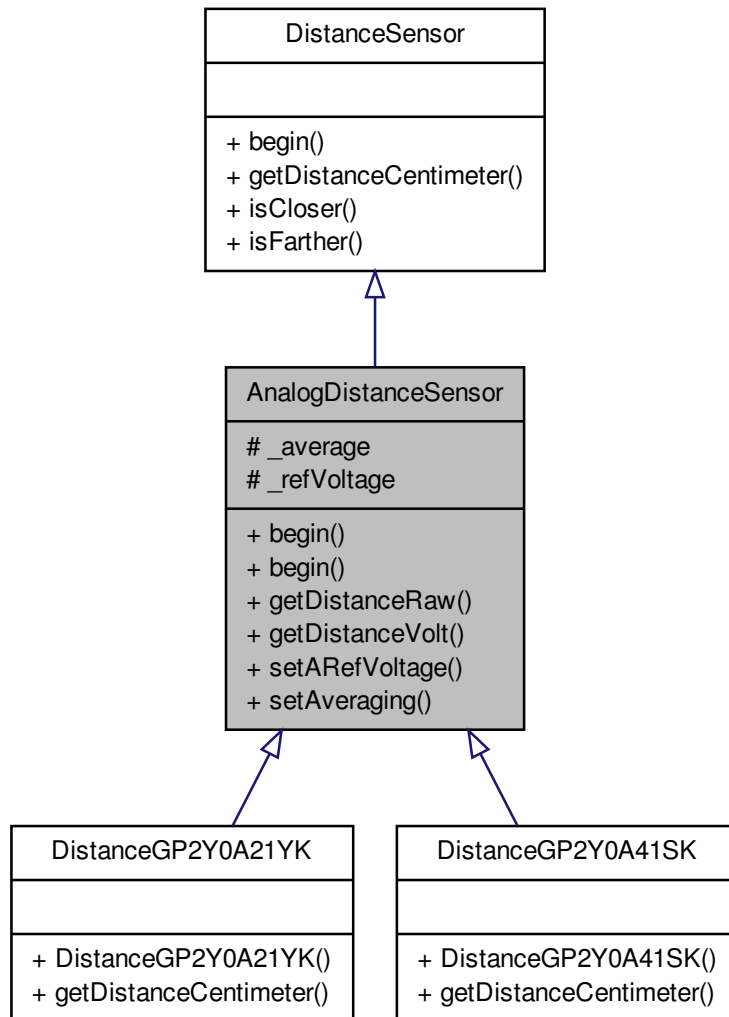 DistanceSensor
+ begin()
+ getDistanceCentimeter()
+ isCloser()
+ isFarther()
AnalogDistanceSensor
# _average
# _refVoltage
+ begin()
+ begin()
+ getDistanceRaw()
+ getDistanceVolt()
+ setARefVoltage()
+ setAveraging()
DistanceGP2Y0A21YK
+ DistanceGP2Y0A21YK()
+ getDistanceCentimeter()
DistanceGP2Y0A41SK
+ DistanceGP2Y0A41SK()
+ getDistanceCentimeter()